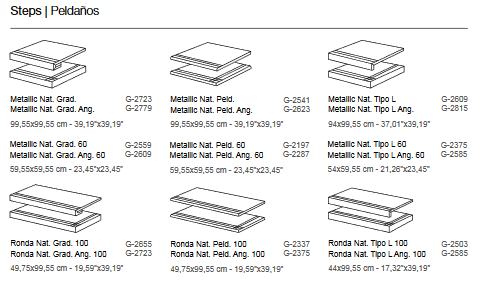 Steps | Peldaños
Metallic Nat. Grad. G-2723
Metallic Nat. Grad. Ang. G-2779
99,55x99,55 cm - 39,19"x39,19"
Metallic Nat. Peld. G-2541
Metallic Nat. Peld. Ang. G-2623
99,55x99,55 cm - 39,19"x39,19"
Metallic Nat. Tipo L G-2609
Metallic Nat. Tipo L Ang. G-2815
94x99,55 cm - 37,01"x39,19"
Metallic Nat. Grad. 60 G-2559
Metallic Nat. Grad. Ang. 60 G-2609
59,55x59,55 cm - 23,45"x23,45"
Metallic Nat. Peld. 60 G-2197
Metallic Nat. Peld. Ang. 60 G-2287
59,55x59,55 cm - 23,45"x23,45"
Metallic Nat. Tipo L 60 G-2375
Metallic Nat. Tipo L Ang. 60 G-2585
54x59,55 cm - 21,26"x23,45"
Ronda Nat. Grad. 100 G-2655
Ronda Nat. Grad. Ang. 100 G-2723
49,75x99,55 cm - 19,59"x39,19"
Ronda Nat. Peld. 100 G-2337
Ronda Nat. Peld. Ang. 100 G-2375
49,75x99,55 cm - 19,59"x39,19"
Ronda Nat. Tipo L 100 G-2503
Ronda Nat. Tipo L Ang. 100 G-2585
44x99,55 cm - 17,32"x39,19"